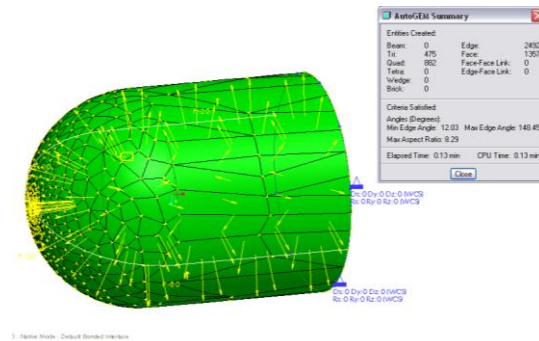 AutoGEM Summary
Entities Created:
Beam: 0 Edge: 2492
Tri: 475 Face: 1357
Quad: 882 Face-Face Link: 0
Tetra: 0 Edge-Face Link: 0
Wedge: 0
Brick: 0
Criteria Satisfied:
Angles (Degrees):
Min Edge Angle: 12.03 Max Edge Angle: 148.45
Max Aspect Ratio: 8.29
Elapsed Time: 0.13 min CPU Time: 0.13 min
Close
Dx:0 Dy:0 Dz:0 (WCS)
Rx:0 Ry:0 Rz:0 (WCS)
Dx:0 Dy:0 Dz:0 (WCS)
Rx:0 Ry:0 Rz:0 (WCS)
3 - Native Mode : Default Bonded Interface